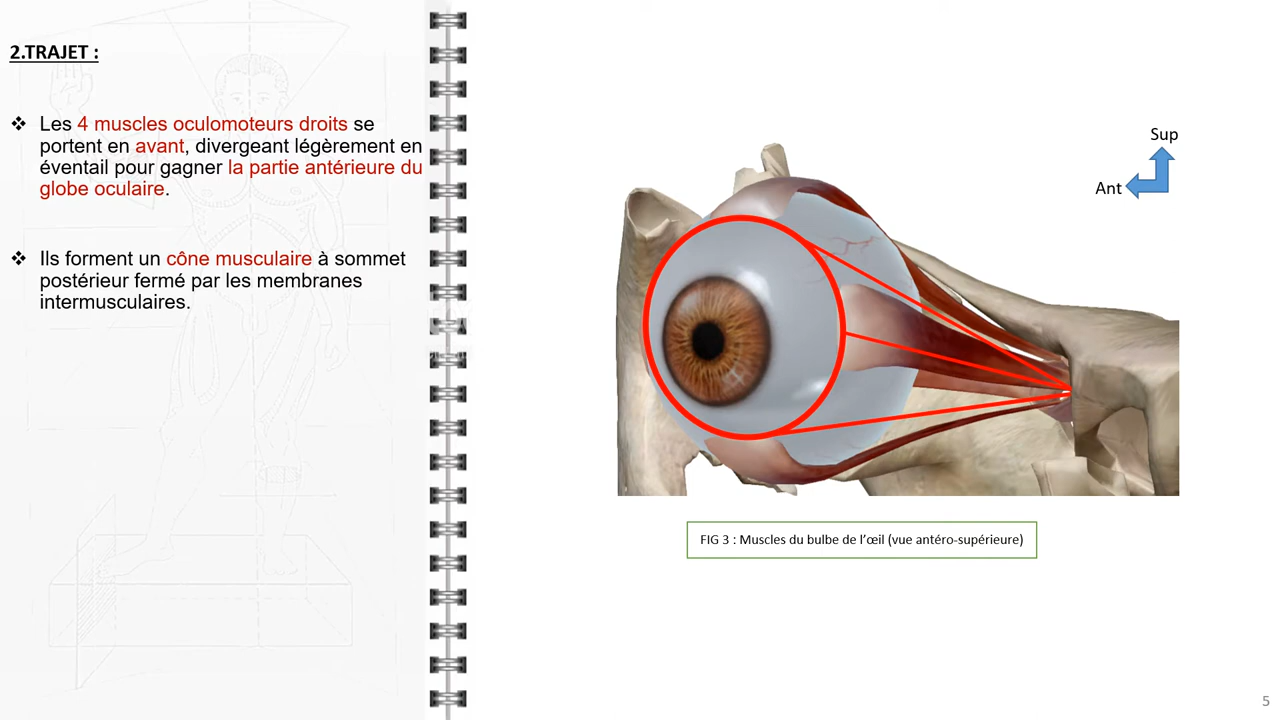 2.TRAJET :
❖ Les 4 muscles oculomoteurs droits se
portent en avant, divergeant légèrement en
éventail pour gagner la partie antérieure du
globe oculaire.
❖ Ils forment un cône musculaire à sommet
postérieur fermé par les membranes
intermusculaires.
Sup
Ant
FIG 3 : Muscles du bulbe de l’œil (vue antéro-supérieure)
5